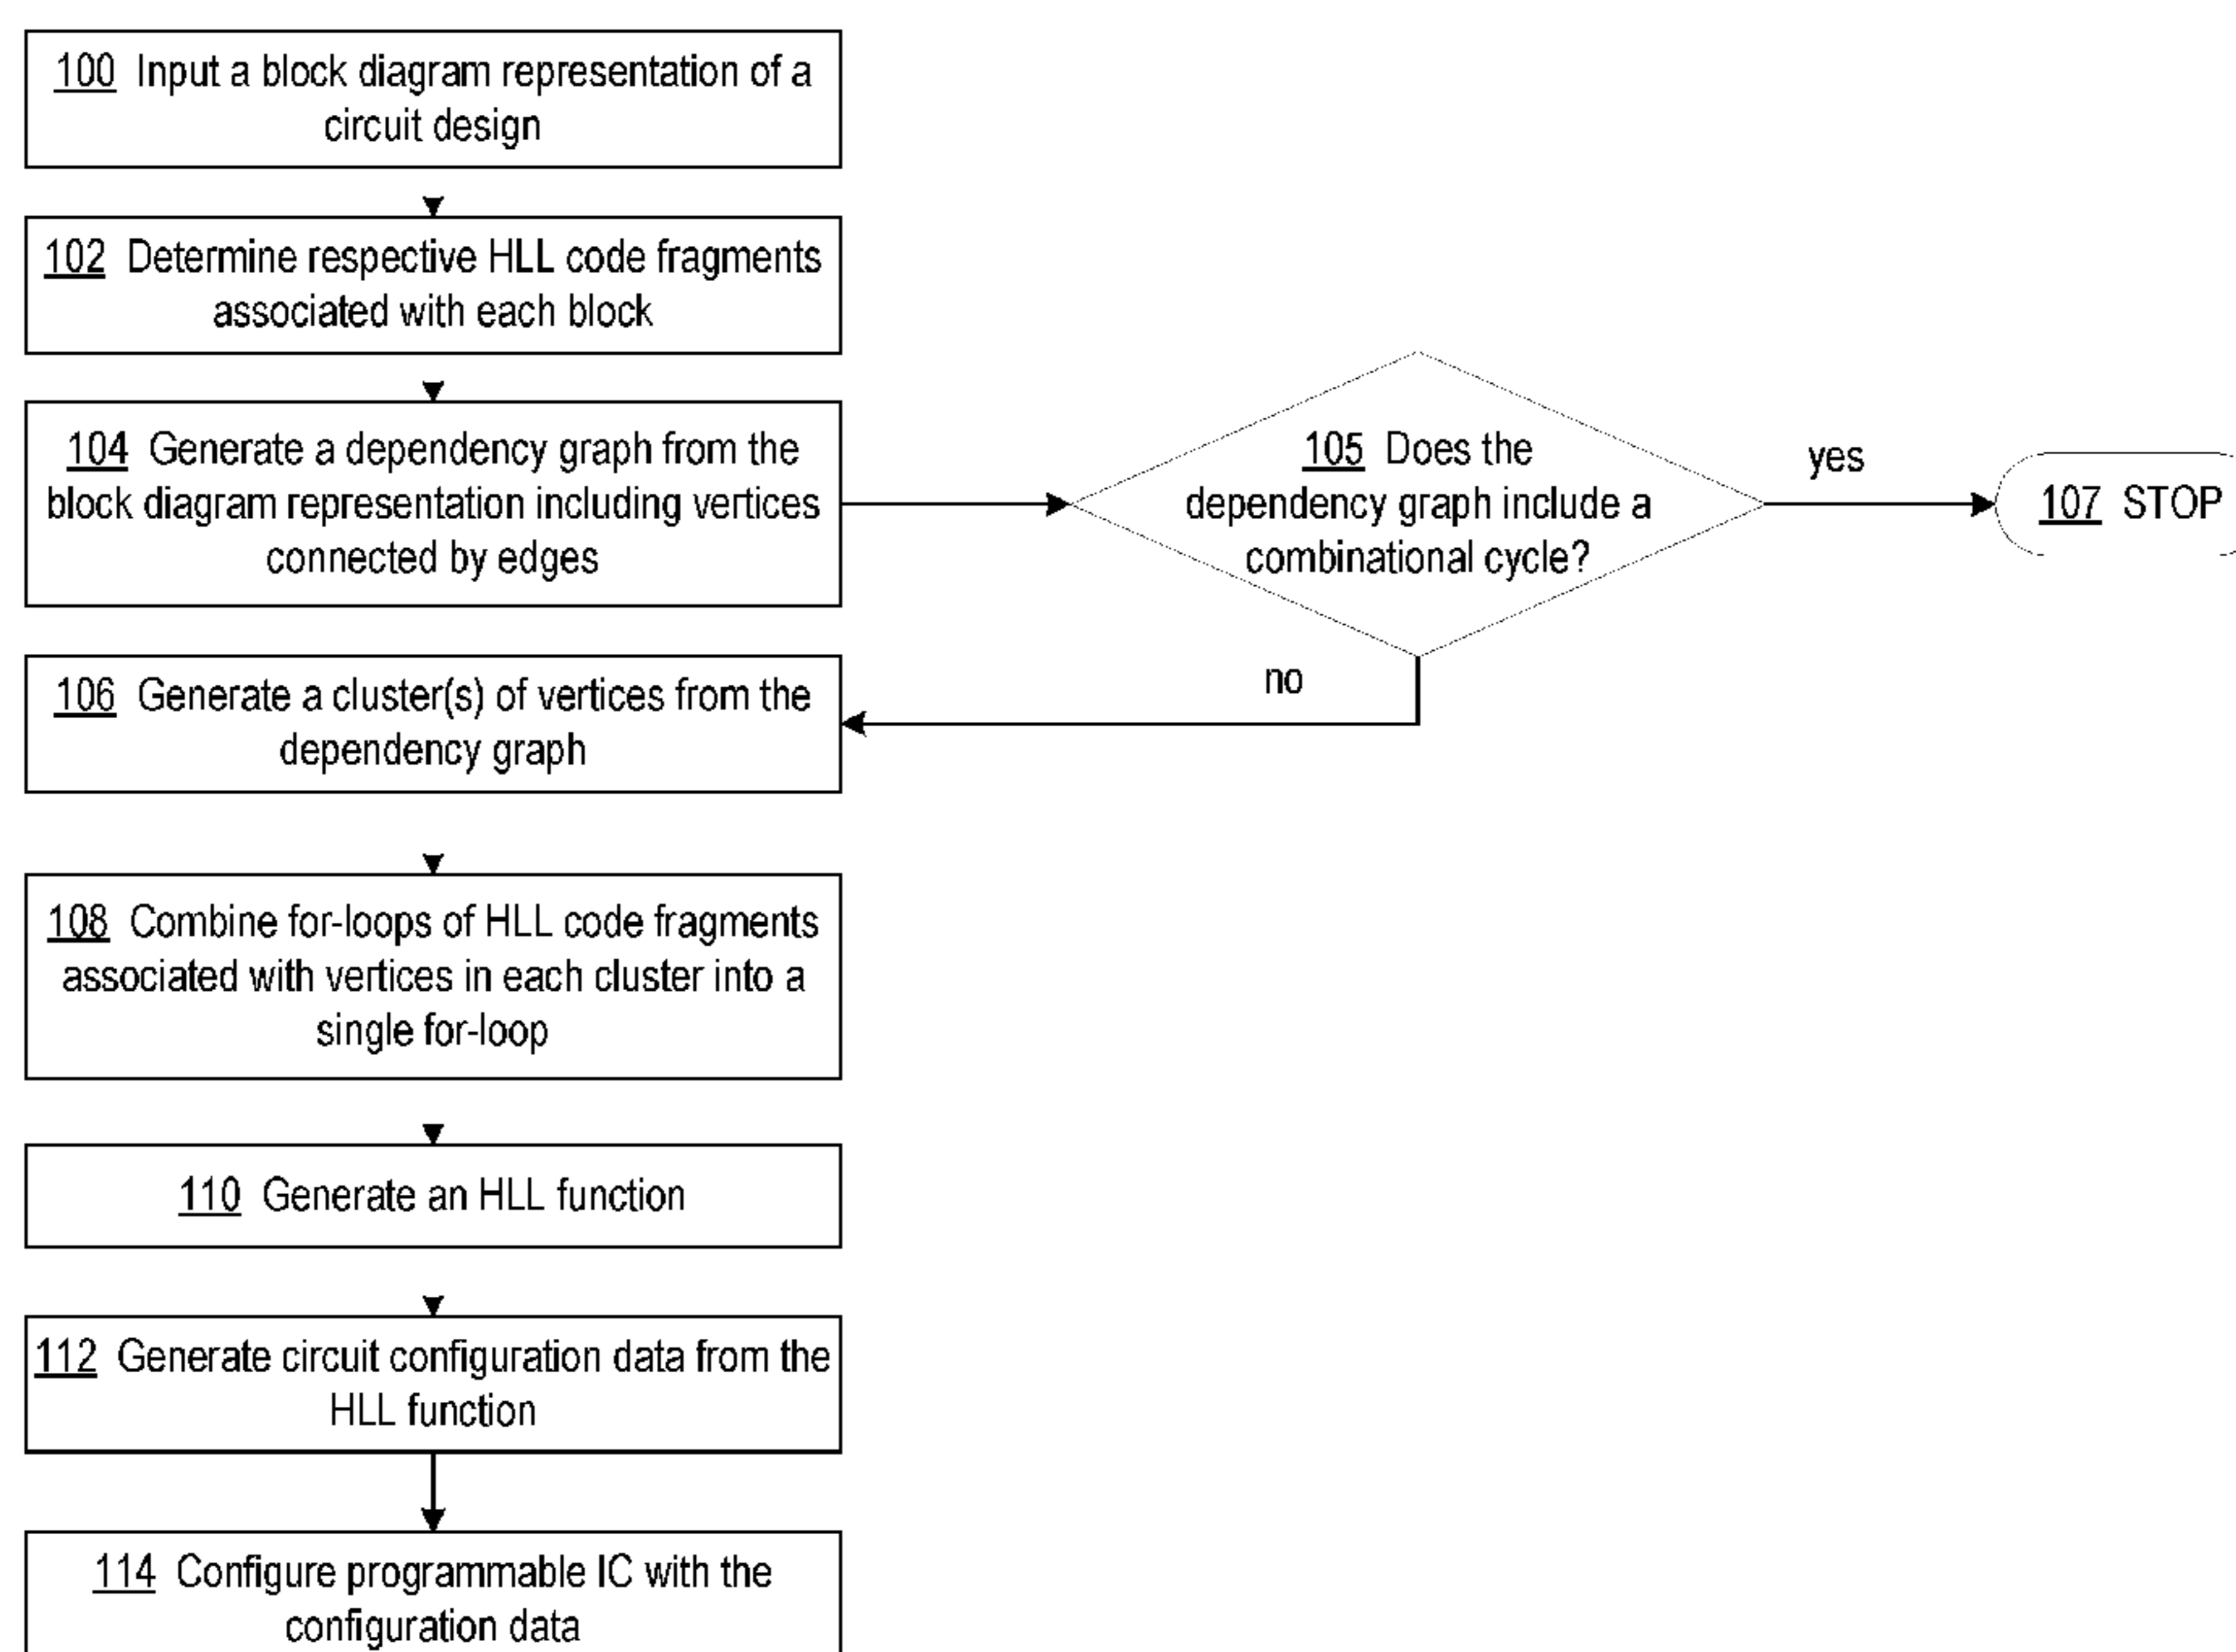 100 Input a block diagram representation of a
circuit design
102 Determine respective HLL code fragments
associated with each block
104 Generate a dependency graph from the
block diagram representation including vertices
connected by edges
105 Does the
dependency graph include a
combinational cycle?
yes
107 STOP
no
106 Generate a cluster(s) of vertices from the
dependency graph
108 Combine for-loops of HLL code fragments
associated with vertices in each cluster into a
single for-loop
110 Generate an HLL function
112 Generate circuit configuration data from the
HLL function
114 Configure programmable IC with the
configuration data